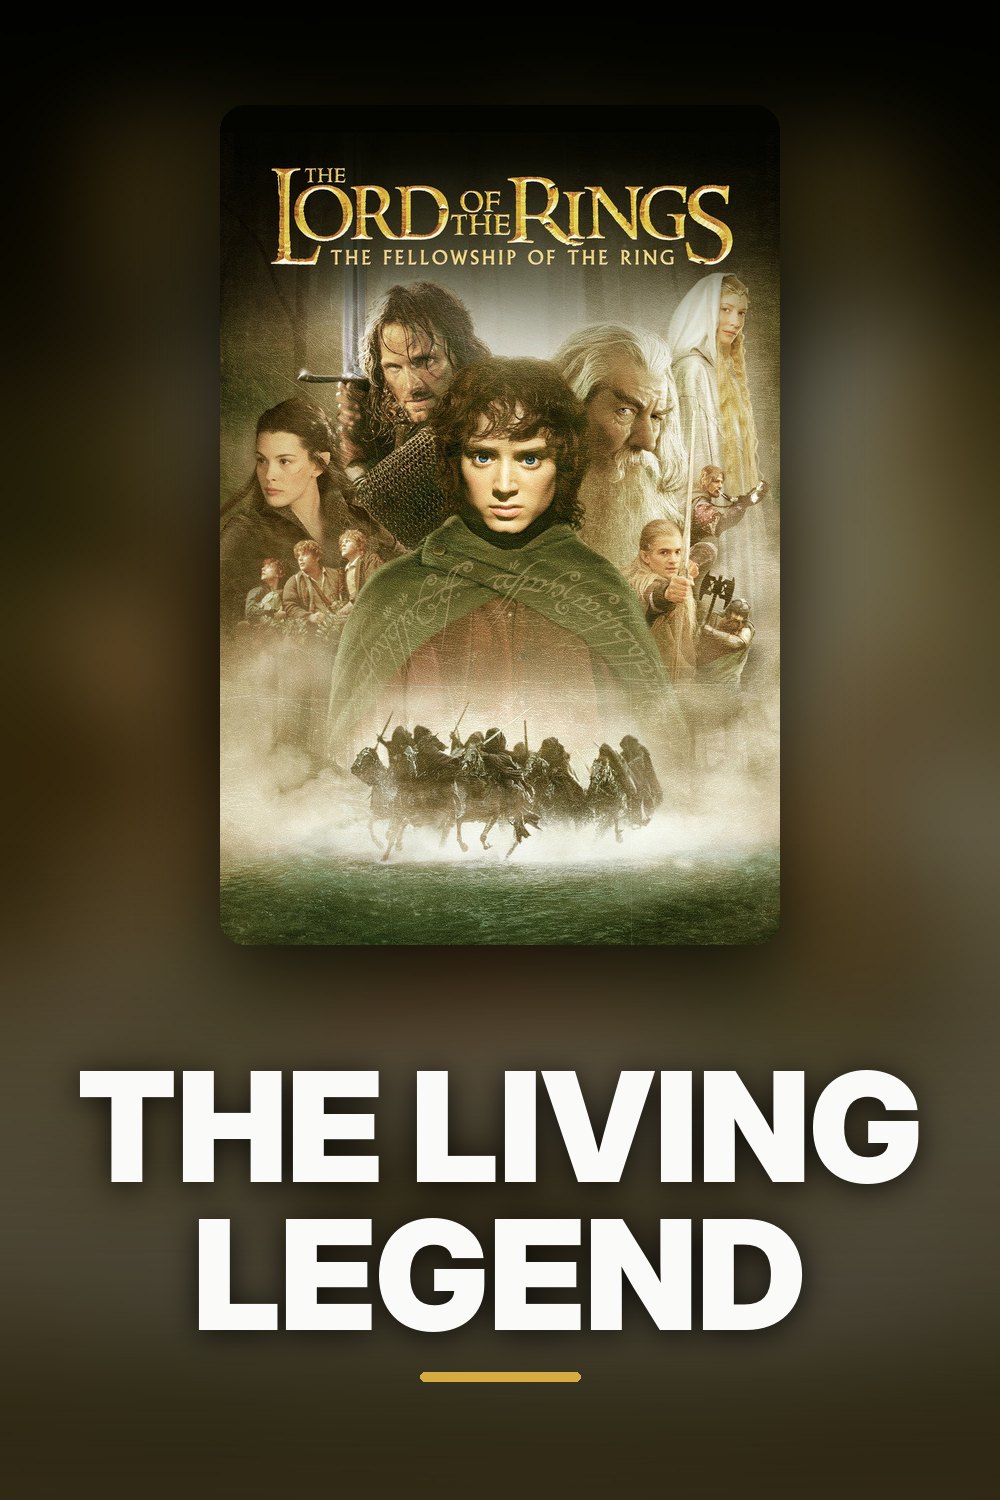 THE
LORD OF THE RINGS
THE FELLOWSHIP OF THE RING
THE LIVING
LEGEND